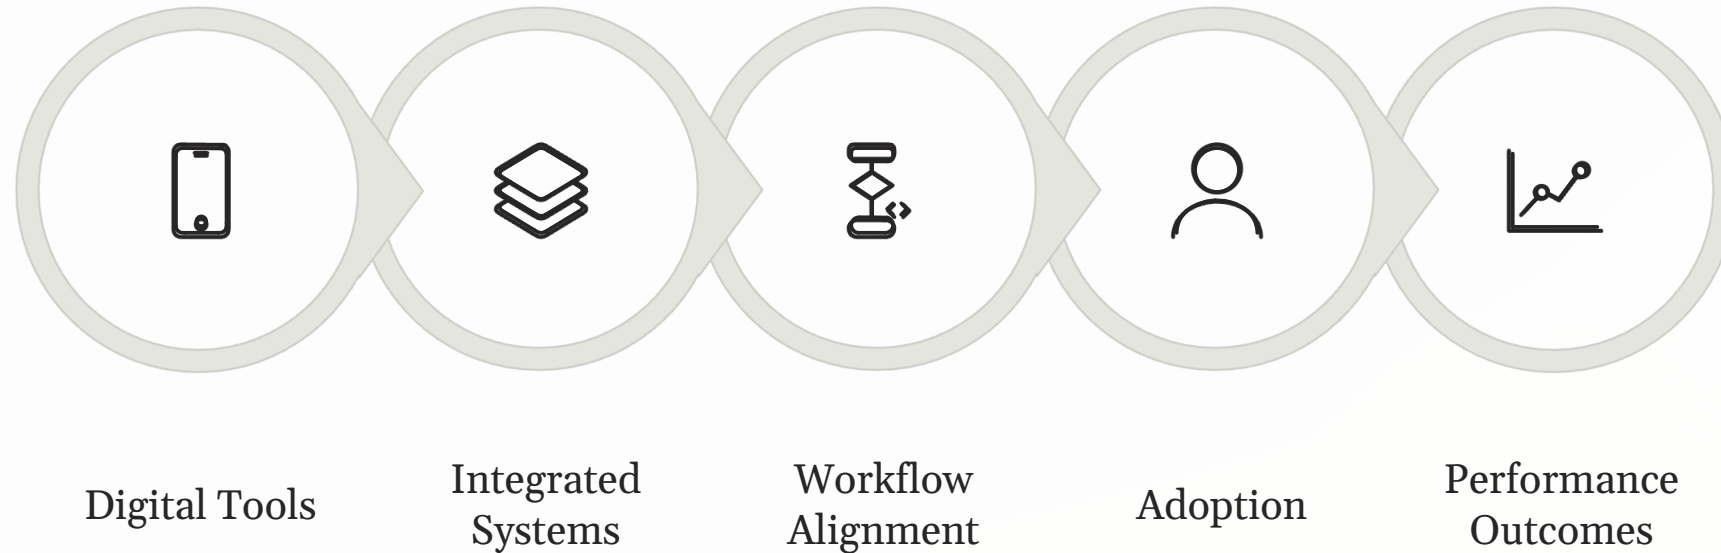 Digital Tools
Integrated
Systems
Workflow
Alignment
Adoption
Performance
Outcomes